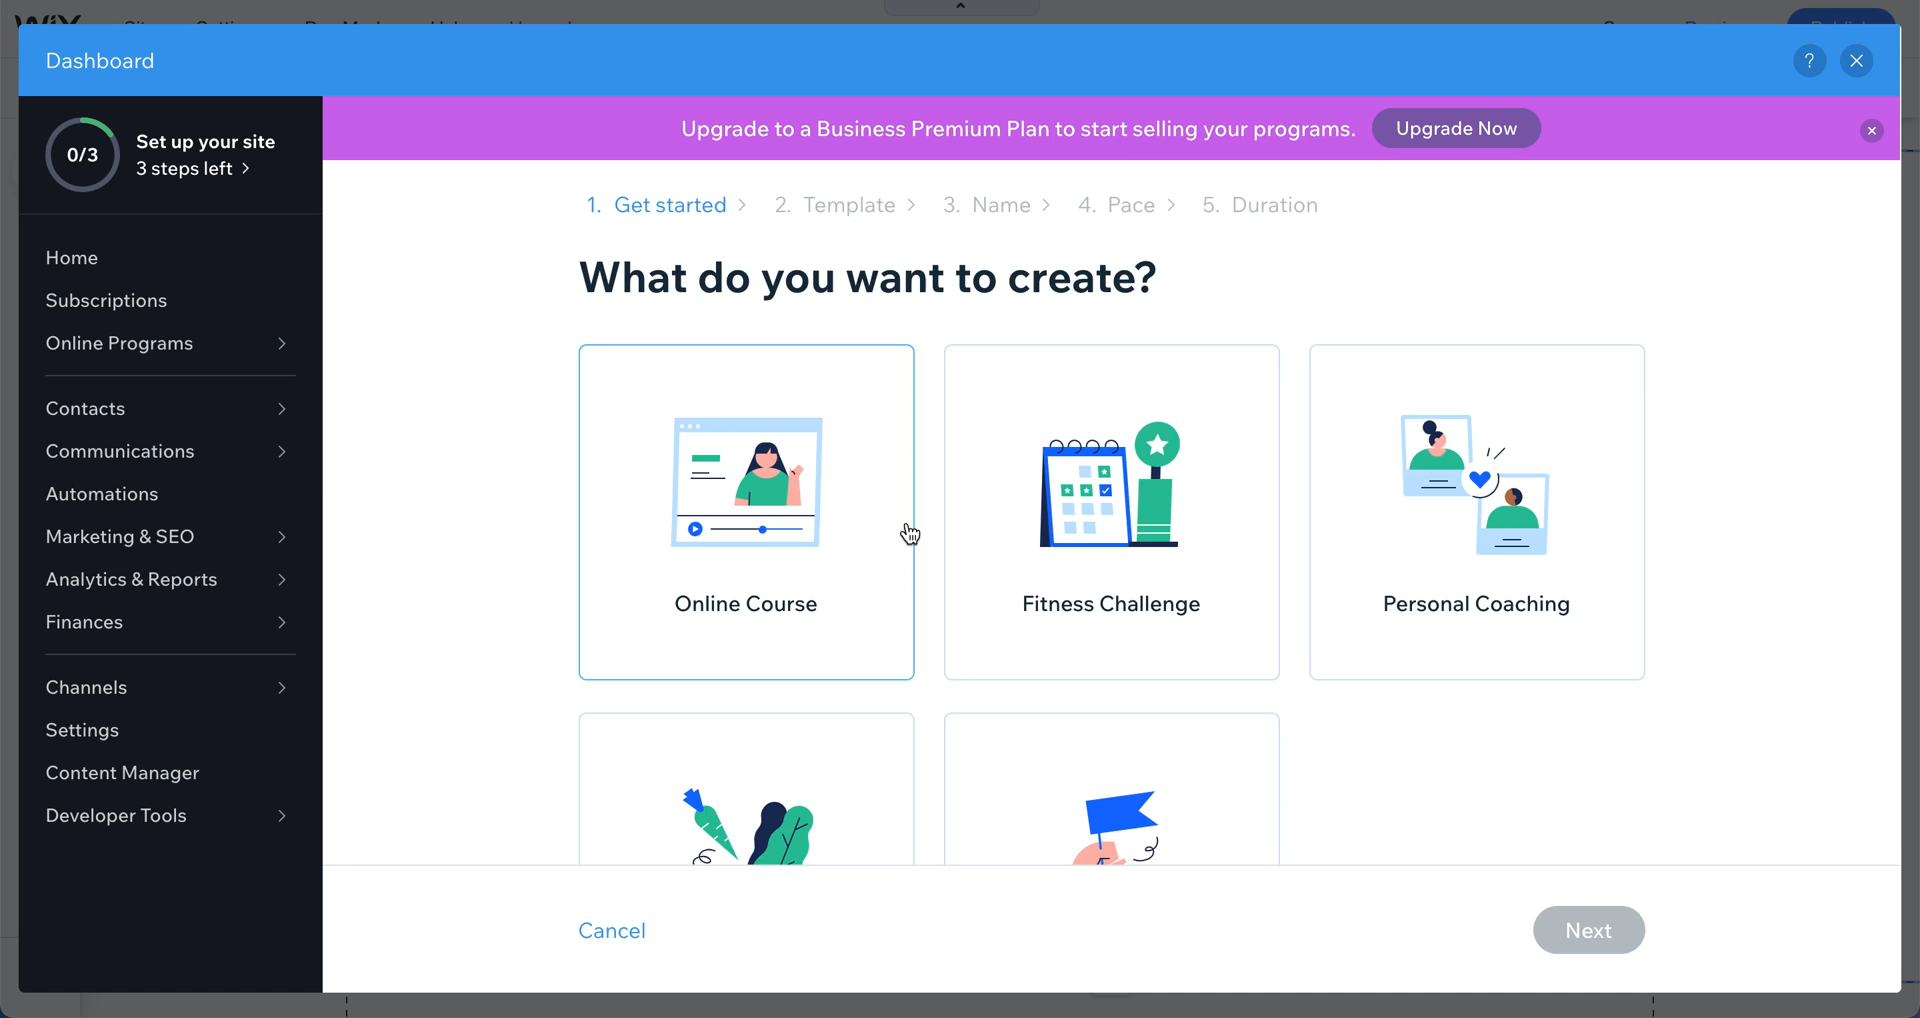 Dashboard
?
0/3
Set up your site
3 steps left >
Upgrade to a Business Premium Plan to start selling your programs.
Upgrade Now
1. Get started > 2. Template > 3. Name > 4. Pace > 5. Duration
What do you want to create?
Home
Subscriptions
Online Programs
Contacts
Communications
Automations
Marketing & SEO
Analytics & Reports
Finances
Channels
Settings
Content Manager
Developer Tools
Online Course
Fitness Challenge
Personal Coaching
Cancel
Next